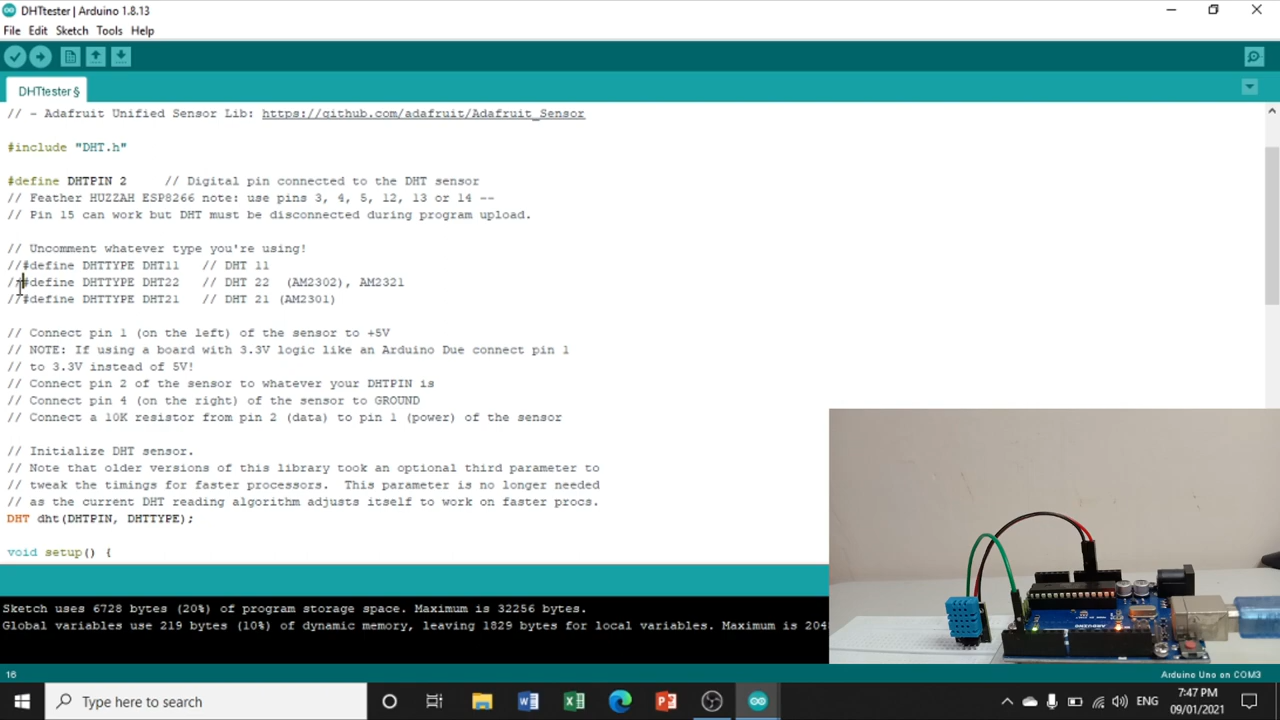 DHTtester | Arduino 1.8.13
File Edit Sketch Tools Help
DHTtester §
// - Adafruit Unified Sensor Lib: https://github.com/adafruit/Adafruit_Sensor
#include "DHT.h"
#define DHTPIN 2     // Digital pin connected to the DHT sensor
// Feather HUZZAH ESP8266 note: use pins 3, 4, 5, 12, 13 or 14 --
// Pin 15 can work but DHT must be disconnected during program upload.
// Uncomment whatever type you're using!
//#define DHTTYPE DHT11   // DHT 11
//#define DHTTYPE DHT22   // DHT 22  (AM2302), AM2321
//#define DHTTYPE DHT21   // DHT 21 (AM2301)
// Connect pin 1 (on the left) of the sensor to +5V
// NOTE: If using a board with 3.3V logic like an Arduino Due connect pin 1
// to 3.3V instead of 5V!
// Connect pin 2 of the sensor to whatever your DHTPIN is
// Connect pin 4 (on the right) of the sensor to GROUND
// Connect a 10K resistor from pin 2 (data) to pin 1 (power) of the sensor
// Initialize DHT sensor.
// Note that older versions of this library took an optional third parameter to
// tweak the timings for faster processors.  This parameter is no longer needed
// as the current DHT reading algorithm adjusts itself to work on faster procs.
DHT dht(DHTPIN, DHTTYPE);
void setup() {
Sketch uses 6728 bytes (20%) of program storage space. Maximum is 32256 bytes.
Global variables use 219 bytes (10%) of dynamic memory, leaving 1829 bytes for local variables. Maximum is 204
16
Arduino Uno on COM3
Type here to search
ENG
7:47 PM
09/01/2021